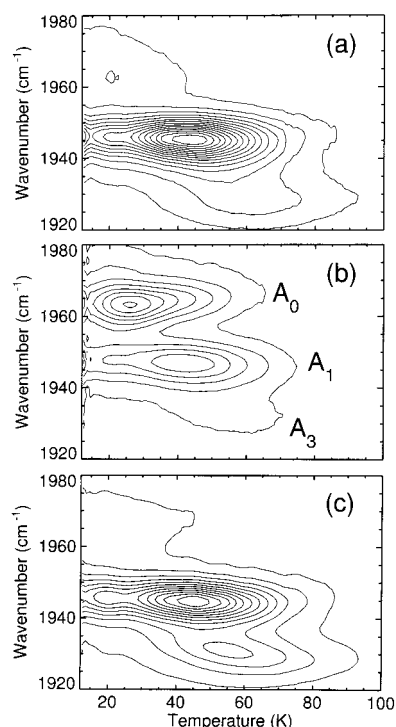 1980
(a)
1960
1940
1920
Wavenumber (cm⁻¹)
1980
(b)
A₀
1960
A₁
1940
A₃
1920
Wavenumber (cm⁻¹)
1980
(c)
1960
1940
1920
Wavenumber (cm⁻¹)
20 40 60 80 100
Temperature (K)